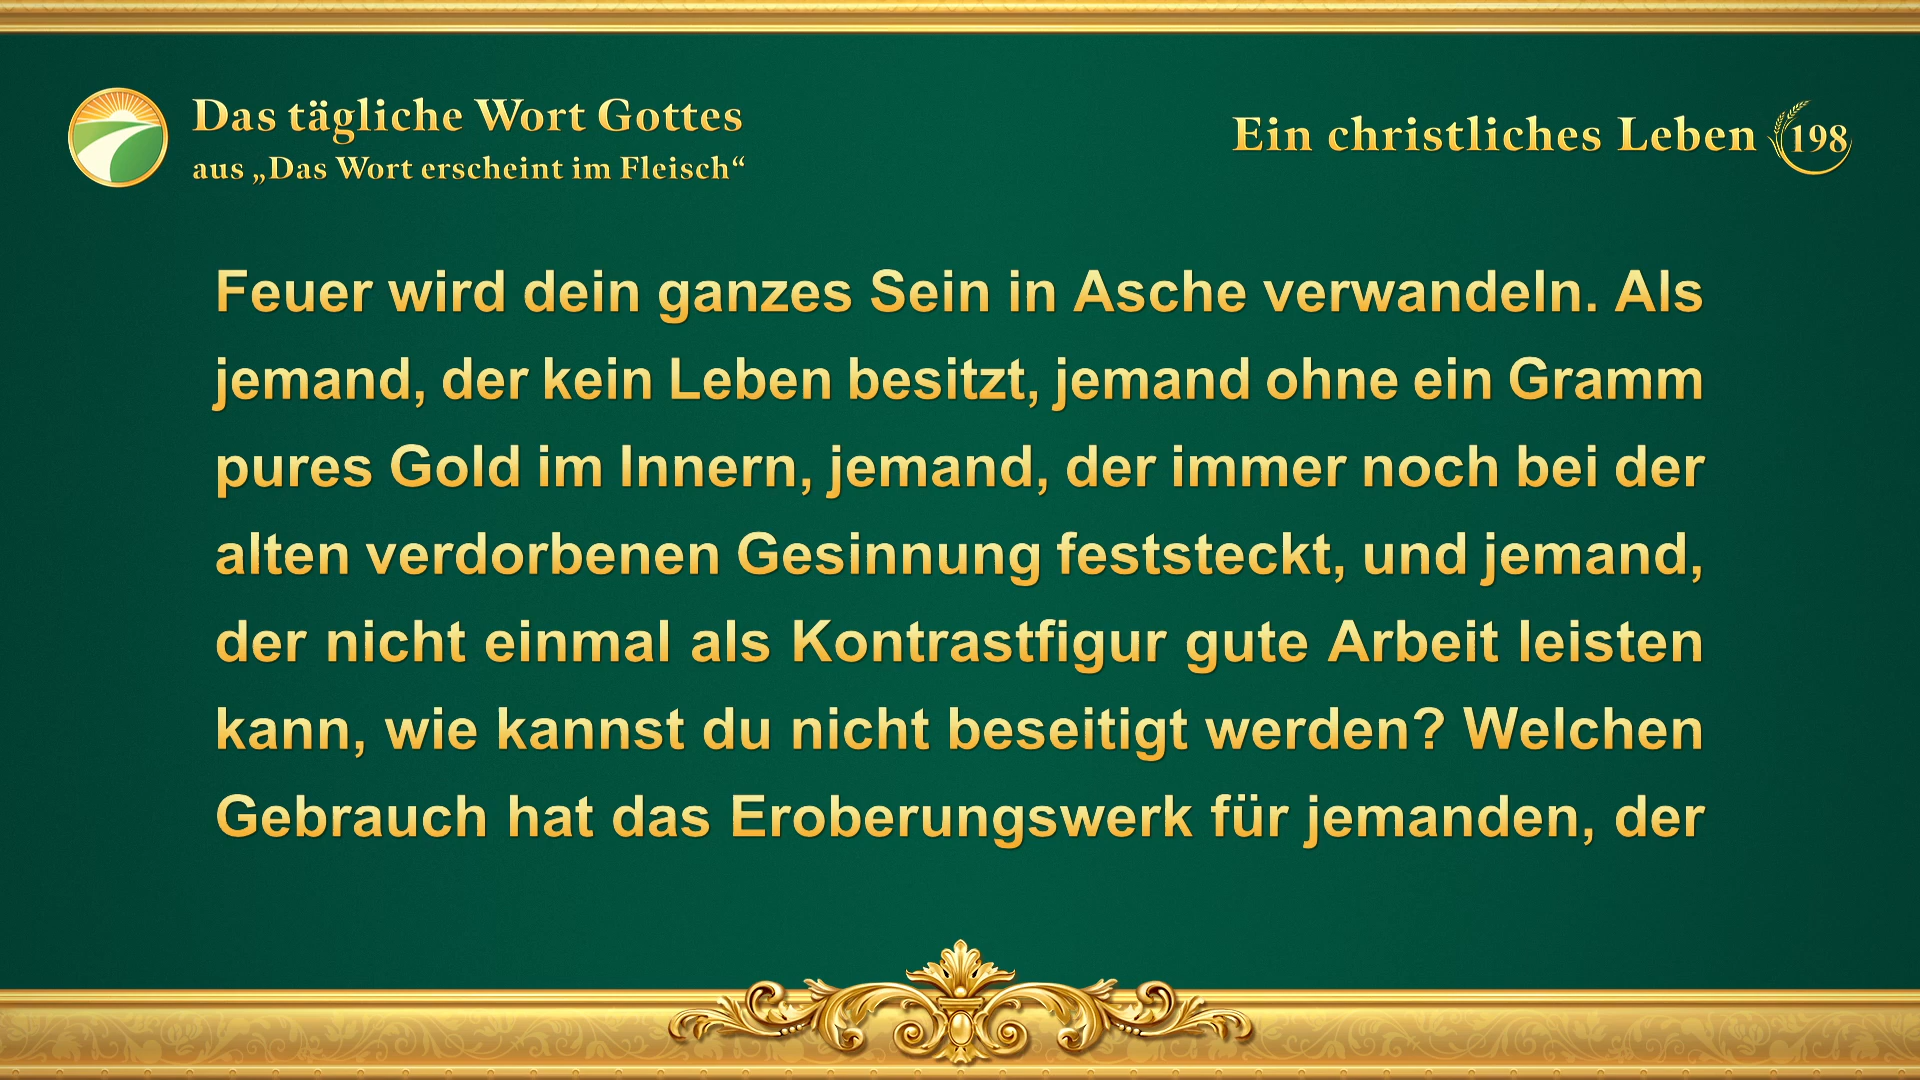 Das tägliche Wort Gottes
aus „Das Wort erscheint im Fleisch“
Ein christliches Leben 198
Feuer wird dein ganzes Sein in Asche verwandeln. Als
jemand, der kein Leben besitzt, jemand ohne ein Gramm
pures Gold im Innern, jemand, der immer noch bei der
alten verdorbenen Gesinnung feststeckt, und jemand,
der nicht einmal als Kontrastfigur gute Arbeit leisten
kann, wie kannst du nicht beseitigt werden? Welchen
Gebrauch hat das Eroberungswerk für jemanden, der